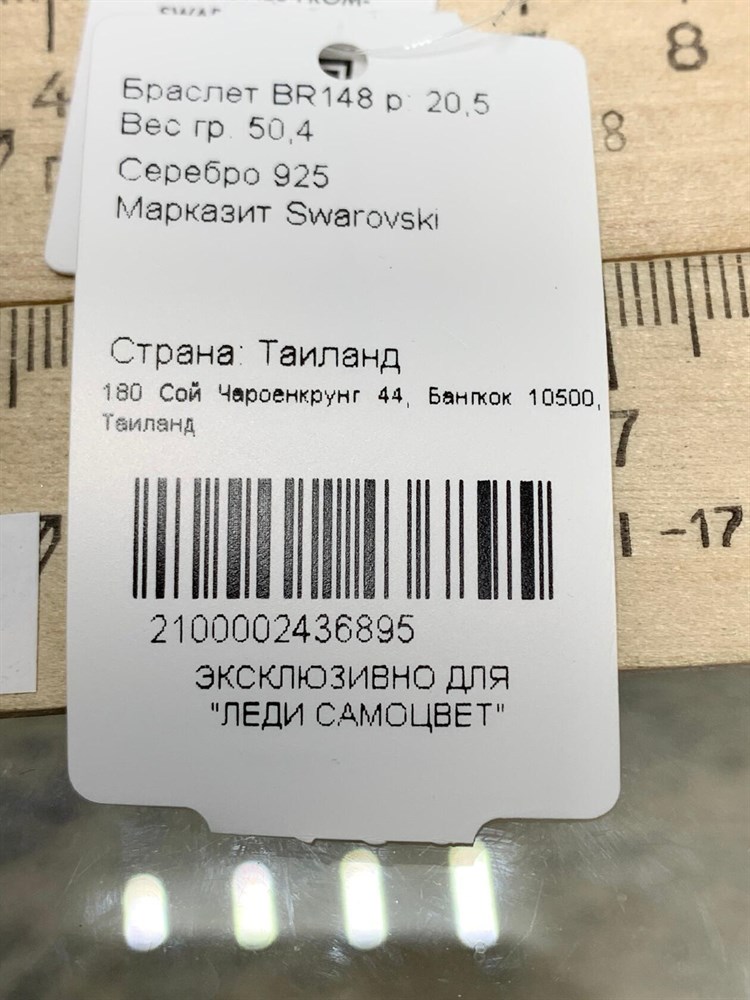 Браслет BR148 р. 20,5
Вес гр. 50,4
Серебро 925
Марказит Swarovski
Страна: Таиланд
180 Сой Чароенкрунг 44, Бангкок 10500,
Таиланд
2100002436895
ЭКСКЛЮЗИВНО ДЛЯ
"ЛЕДИ САМОЦВЕТ"
4
8
8
7
-17